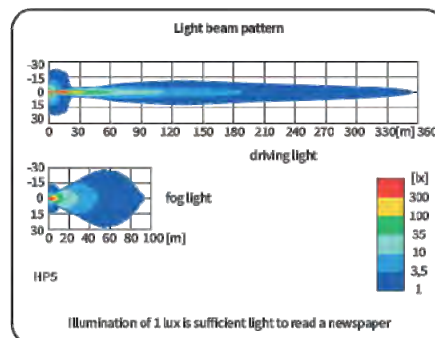 Light beam pattern
-30
-15
0
15
30
0 30 60 90 120 150 180 210 240 270 300 330[m] 360
driving light
-30
-15
0
15
30
0 20 40 60 80 100 [m]
fog light
[lx]
300
100
35
10
3,5
1
HP5
Illumination of 1 lux is sufficient light to read a newspaper